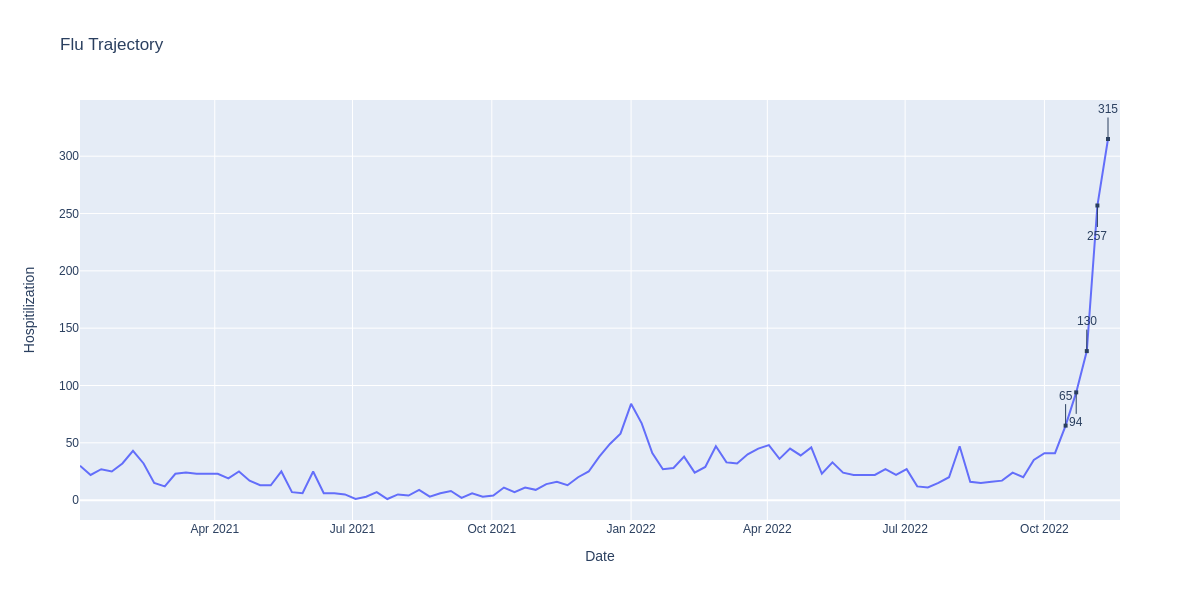 Flu Trajectory
315
300
250
257
200
Hospitilization
150
130
100
65
94
50
0
Apr 2021
Jul 2021
Oct 2021
Jan 2022
Apr 2022
Jul 2022
Oct 2022
Date